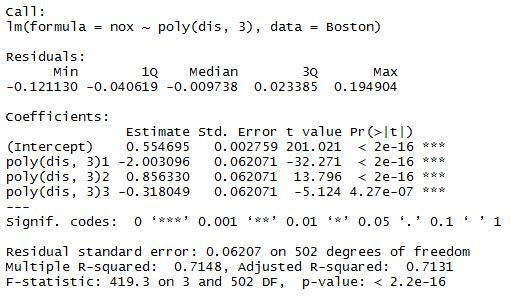 Call:
lm(formula = nox ~ poly(dis, 3), data = Boston)
Residuals:
Min 1Q Median 3Q Max
-0.121130 -0.040619 -0.009738 0.023385 0.194904
Coefficients:
Estimate Std. Error t value Pr(>|t|)
(Intercept) 0.554695 0.002759 201.021 < 2e-16 ***
poly(dis, 3)1 -2.003096 0.062071 -32.271 < 2e-16 ***
poly(dis, 3)2 0.856330 0.062071 13.796 < 2e-16 ***
poly(dis, 3)3 -0.318049 0.062071 -5.124 4.27e-07 ***
---
Signif. codes: 0 ‘***’ 0.001 ‘**’ 0.01 ‘*’ 0.05 ‘.’ 0.1 ‘ ’ 1
Residual standard error: 0.06207 on 502 degrees of freedom
Multiple R-squared: 0.7148, Adjusted R-squared: 0.7131
F-statistic: 419.3 on 3 and 502 DF, p-value: < 2.2e-16